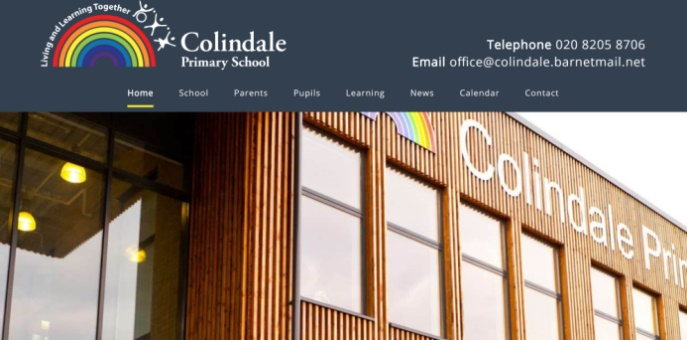 Living and Learning Together
Colindale
Primary School
Telephone 020 8205 8706
Email office@colindale.barnetmail.net
Home School Parents Pupils Learning News Calendar Contact
Colindale Prim